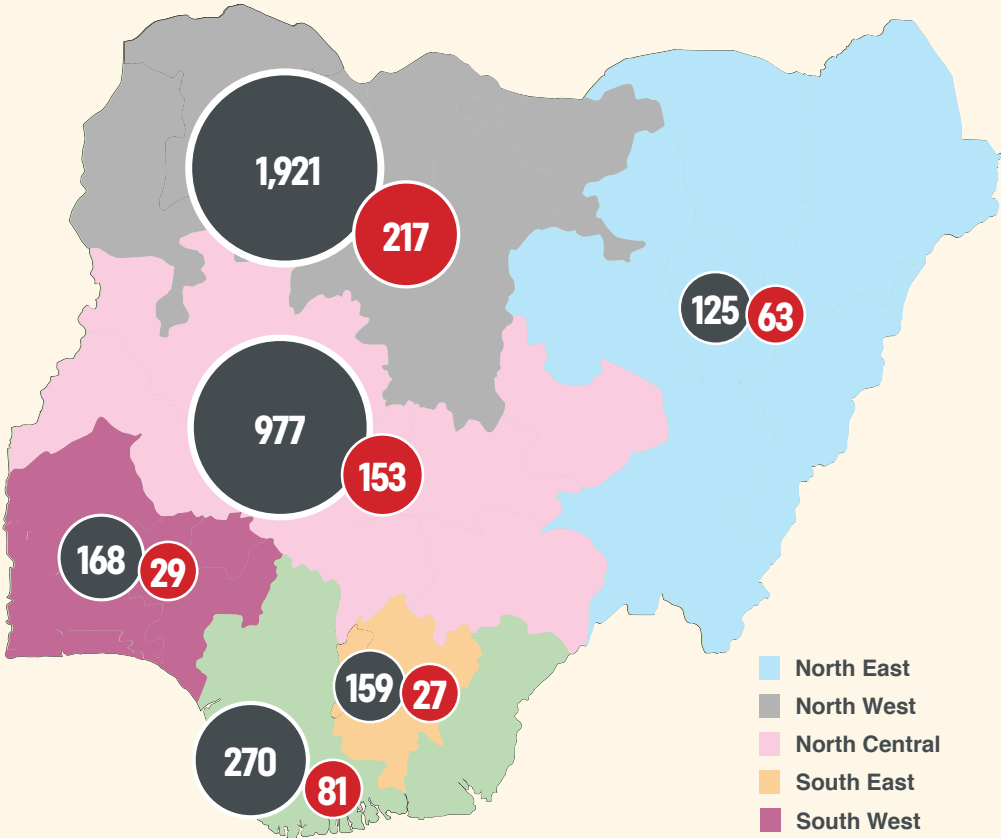 1,921
217
125
63
977
153
168
29
159
27
270
81
North East
North West
North Central
South East
South West